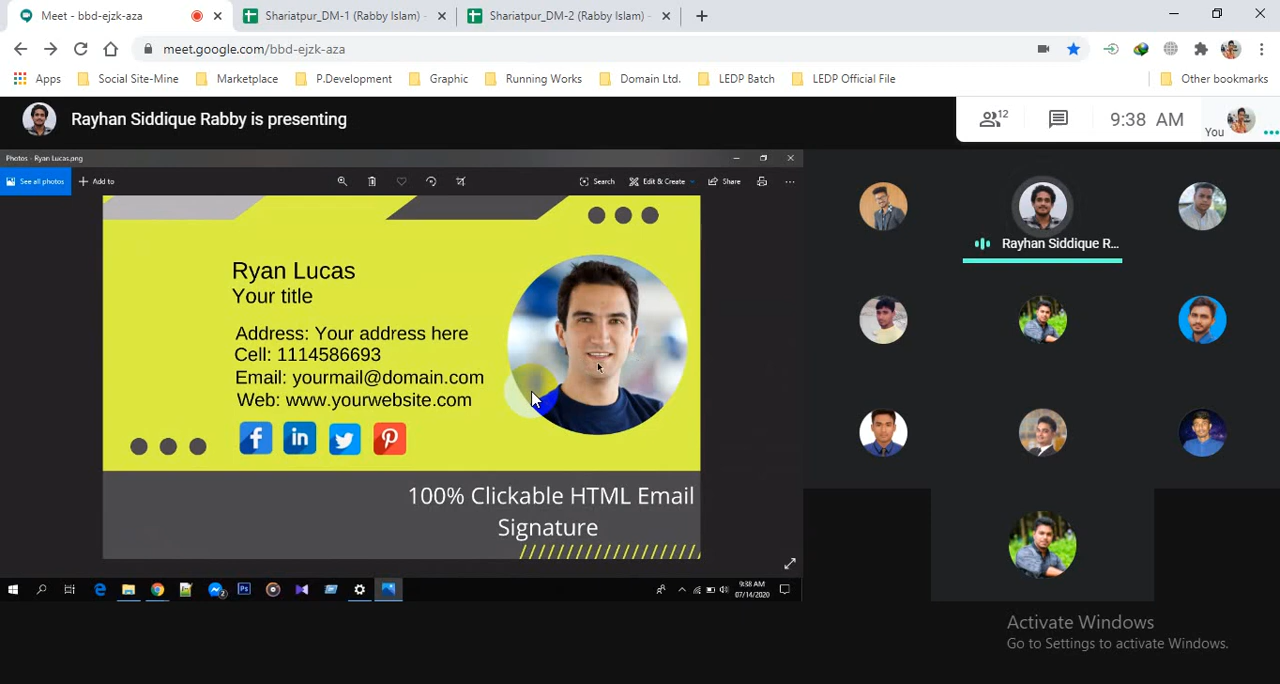 Meet - bbd-ejzk-aza
Shariatpur_DM-1 (Rabby Islam) -
Shariatpur_DM-2 (Rabby Islam) -
meet.google.com/bbd-ejzk-aza
Apps
Social Site-Mine
Marketplace
P.Development
Graphic
Running Works
Domain Ltd.
LEDP Batch
LEDP Official File
Other bookmarks
Rayhan Siddique Rabby is presenting
12
9:38 AM
You
Photos - Ryan Lucas.png
See all photos
Add to
Search
Edit & Create
Share
Ryan Lucas
Your title
Address: Your address here
Cell: 1114586693
Email: yourmail@domain.com
Web: www.yourwebsite.com
100% Clickable HTML Email
Signature
Rayhan Siddique R...
9:38 AM
07/14/2020
Activate Windows
Go to Settings to activate Windows.